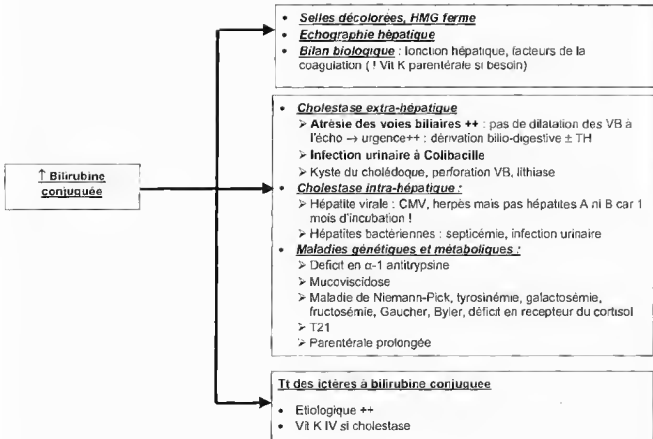 • Selles décolorées, HMG ferme
• Echographie hépatique
• Bilan biologique : fonction hépatique, facteurs de la
coagulation ( ! Vit K parentérale si besoin)
↑ Bilirubine
conjuguée
• Cholestase extra-hépatique
➢ Atrésie des voies biliaires ++ : pas de dilatation des VB à
l'écho → urgence++ : dérivation bilio-digestive ± TH
➢ Infection urinaire à Colibacille
➢ Kyste du cholédoque, perforation VB, lithiase
• Cholestase intra-hépatique :
➢ Hépatite virale : CMV, herpès mais pas hépatites A ni B car 1
mois d'incubation !
➢ Hépatites bactériennes : septicémie, infection urinaire
• Maladies génétiques et métaboliques :
➢ Deficit en α-1 antitrypsine
➢ Mucoviscidose
➢ Maladie de Niemann-Pick, tyrosinémie, galactosémie,
fructosémie, Gaucher, Byler, déficit en recepteur du cortisol
➢ T21
➢ Parentérale prolongée
Tt des ictères à bilirubine conjuguée
• Etiologique ++
• Vit K IV si cholestase